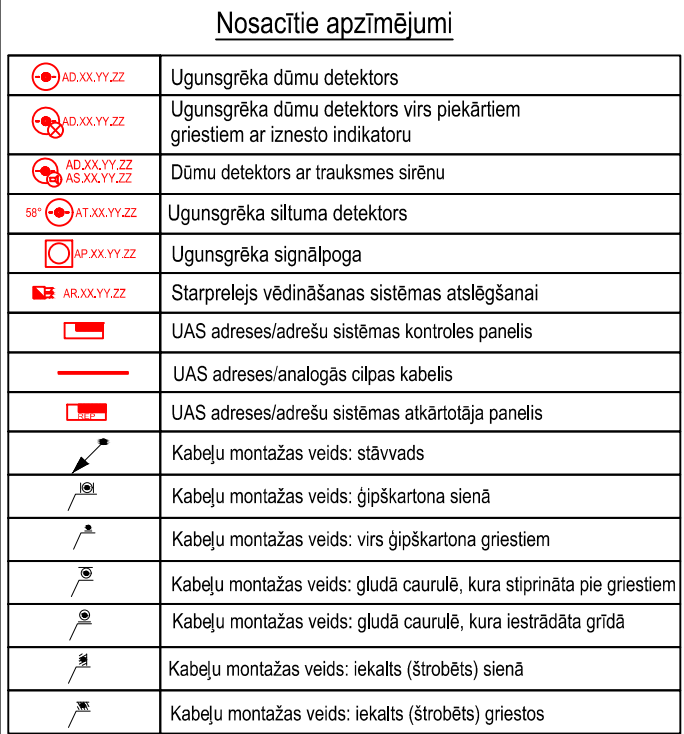 Nosacītie apzīmējumi
AD.XX.YY.ZZ Ugunsgrēka dūmu detektors
AD.XX.YY.ZZ Ugunsgrēka dūmu detektors virs piekārtiem
griestiem ar iznesto indikatoru
AD.XX.YY.ZZ
AS.XX.YY.ZZ
Dūmu detektors ar trauksmes sirēnu
58° AT.XX.YY.ZZ Ugunsgrēka siltuma detektors
AP.XX.YY.ZZ Ugunsgrēka signālpoga
AR.XX.YY.ZZ Starprelejs vēdināšanas sistēmas atslēgšanai
UAS adreses/adrešu sistēmas kontroles panelis
UAS adreses/analogās cilpas kabelis
REP UAS adreses/adrešu sistēmas atkārtotāja panelis
Kabeļu montažas veids: stāvvads
Kabeļu montažas veids: ģipškartona sienā
Kabeļu montažas veids: virs ģipškartona griestiem
Kabeļu montažas veids: gludā caurulē, kura stiprināta pie griestiem
Kabeļu montažas veids: gludā caurulē, kura iestrādāta grīdā
Kabeļu montažas veids: iekalts (štrobēts) sienā
Kabeļu montažas veids: iekalts (štrobēts) griestos